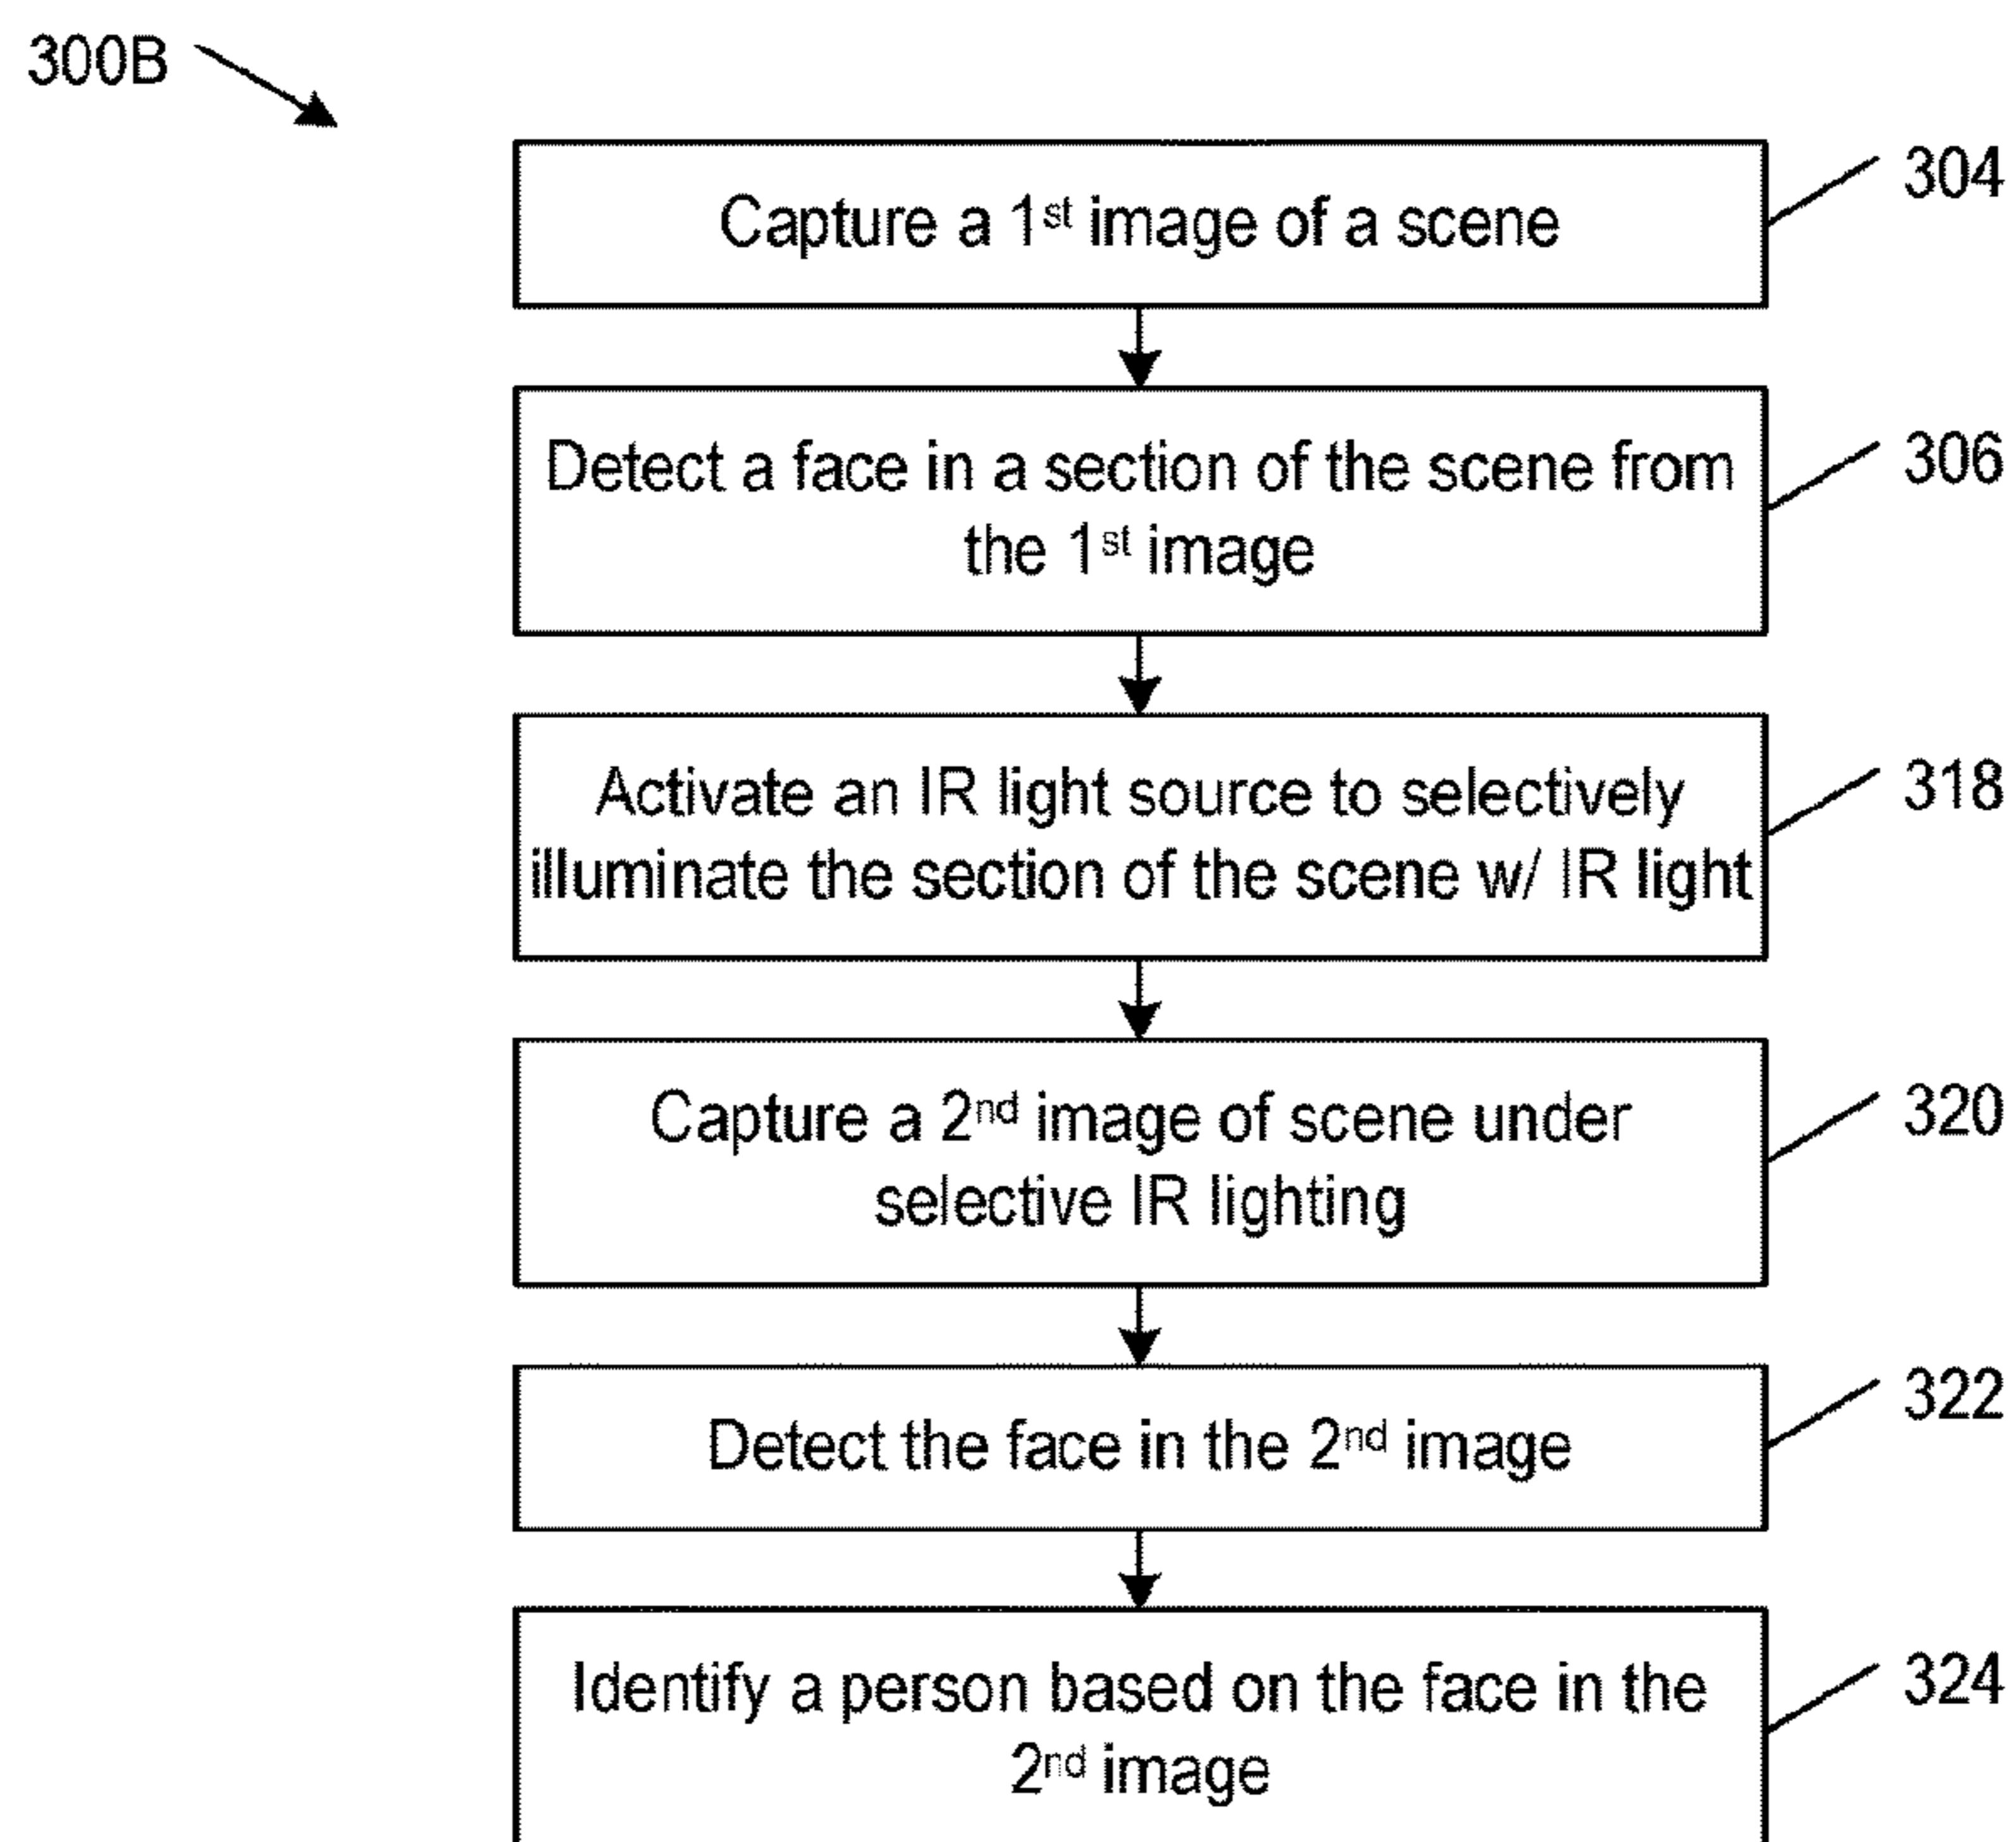 300B
Capture a 1st image of a scene
304
Detect a face in a section of the scene from
the 1st image
306
Activate an IR light source to selectively
illuminate the section of the scene w/ IR light
318
Capture a 2nd image of scene under
selective IR lighting
320
Detect the face in the 2nd image
322
Identify a person based on the face in the
2nd image
324